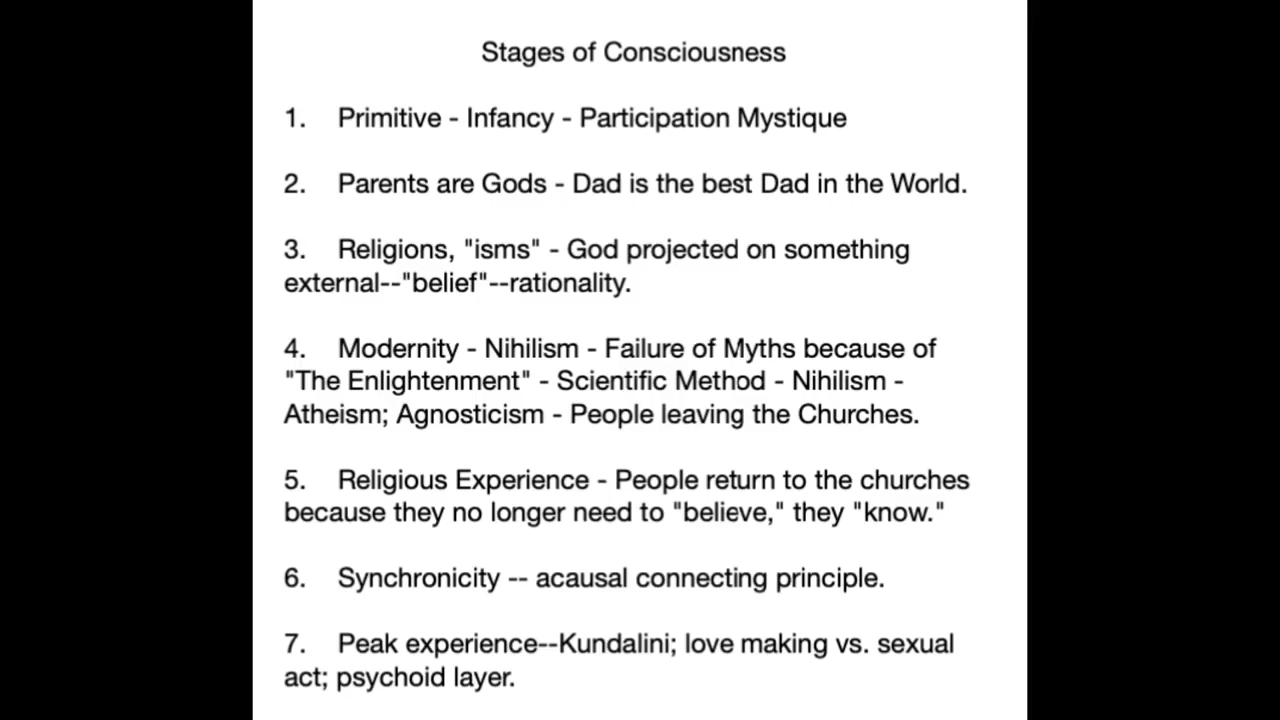 Stages of Consciousness
1. Primitive - Infancy - Participation Mystique
2. Parents are Gods - Dad is the best Dad in the World.
3. Religions, "isms" - God projected on something
external--"belief"--rationality.
4. Modernity - Nihilism - Failure of Myths because of
"The Enlightenment" - Scientific Method - Nihilism -
Atheism; Agnosticism - People leaving the Churches.
5. Religious Experience - People return to the churches
because they no longer need to "believe," they "know."
6. Synchronicity -- acausal connecting principle.
7. Peak experience--Kundalini; love making vs. sexual
act; psychoid layer.